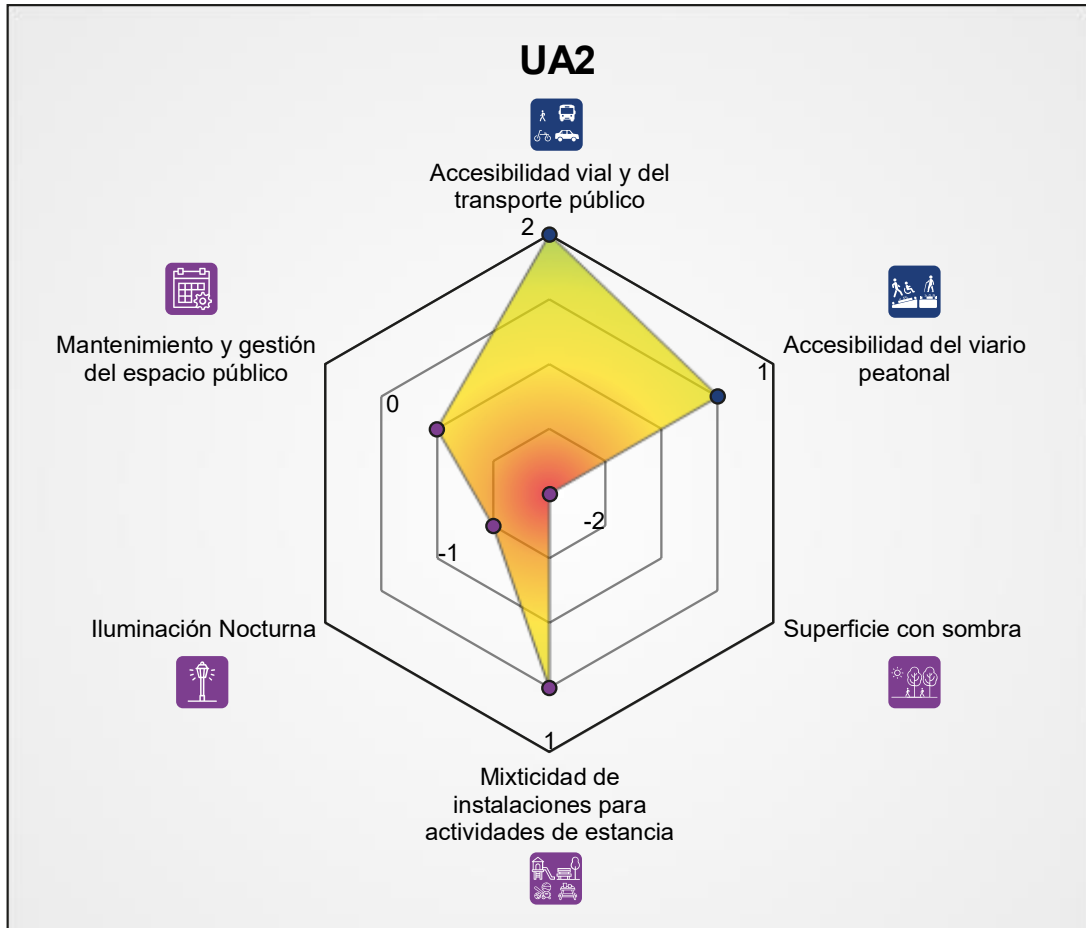 UA2
Accesibilidad vial y del
transporte público
2
Mantenimiento y gestión
del espacio público
0
Accesibilidad del viario
peatonal
1
-2
-1
Iluminación Nocturna
Superficie con sombra
1
Mixticidad de
instalaciones para
actividades de estancia